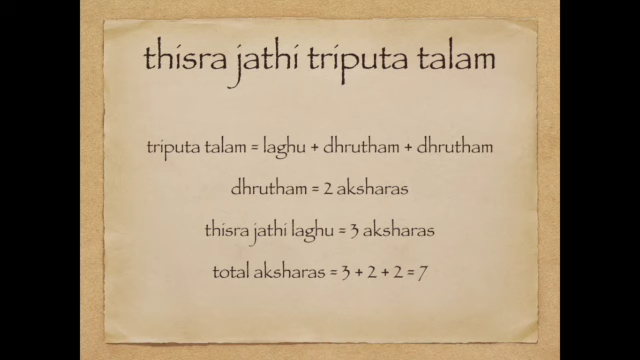 thisra jathi triputa talam
triputa talam = laghu + dhrutham + dhrutham
dhrutham = 2 aksharas
thisra jathi laghu = 3 aksharas
total aksharas = 3 + 2 + 2 = 7